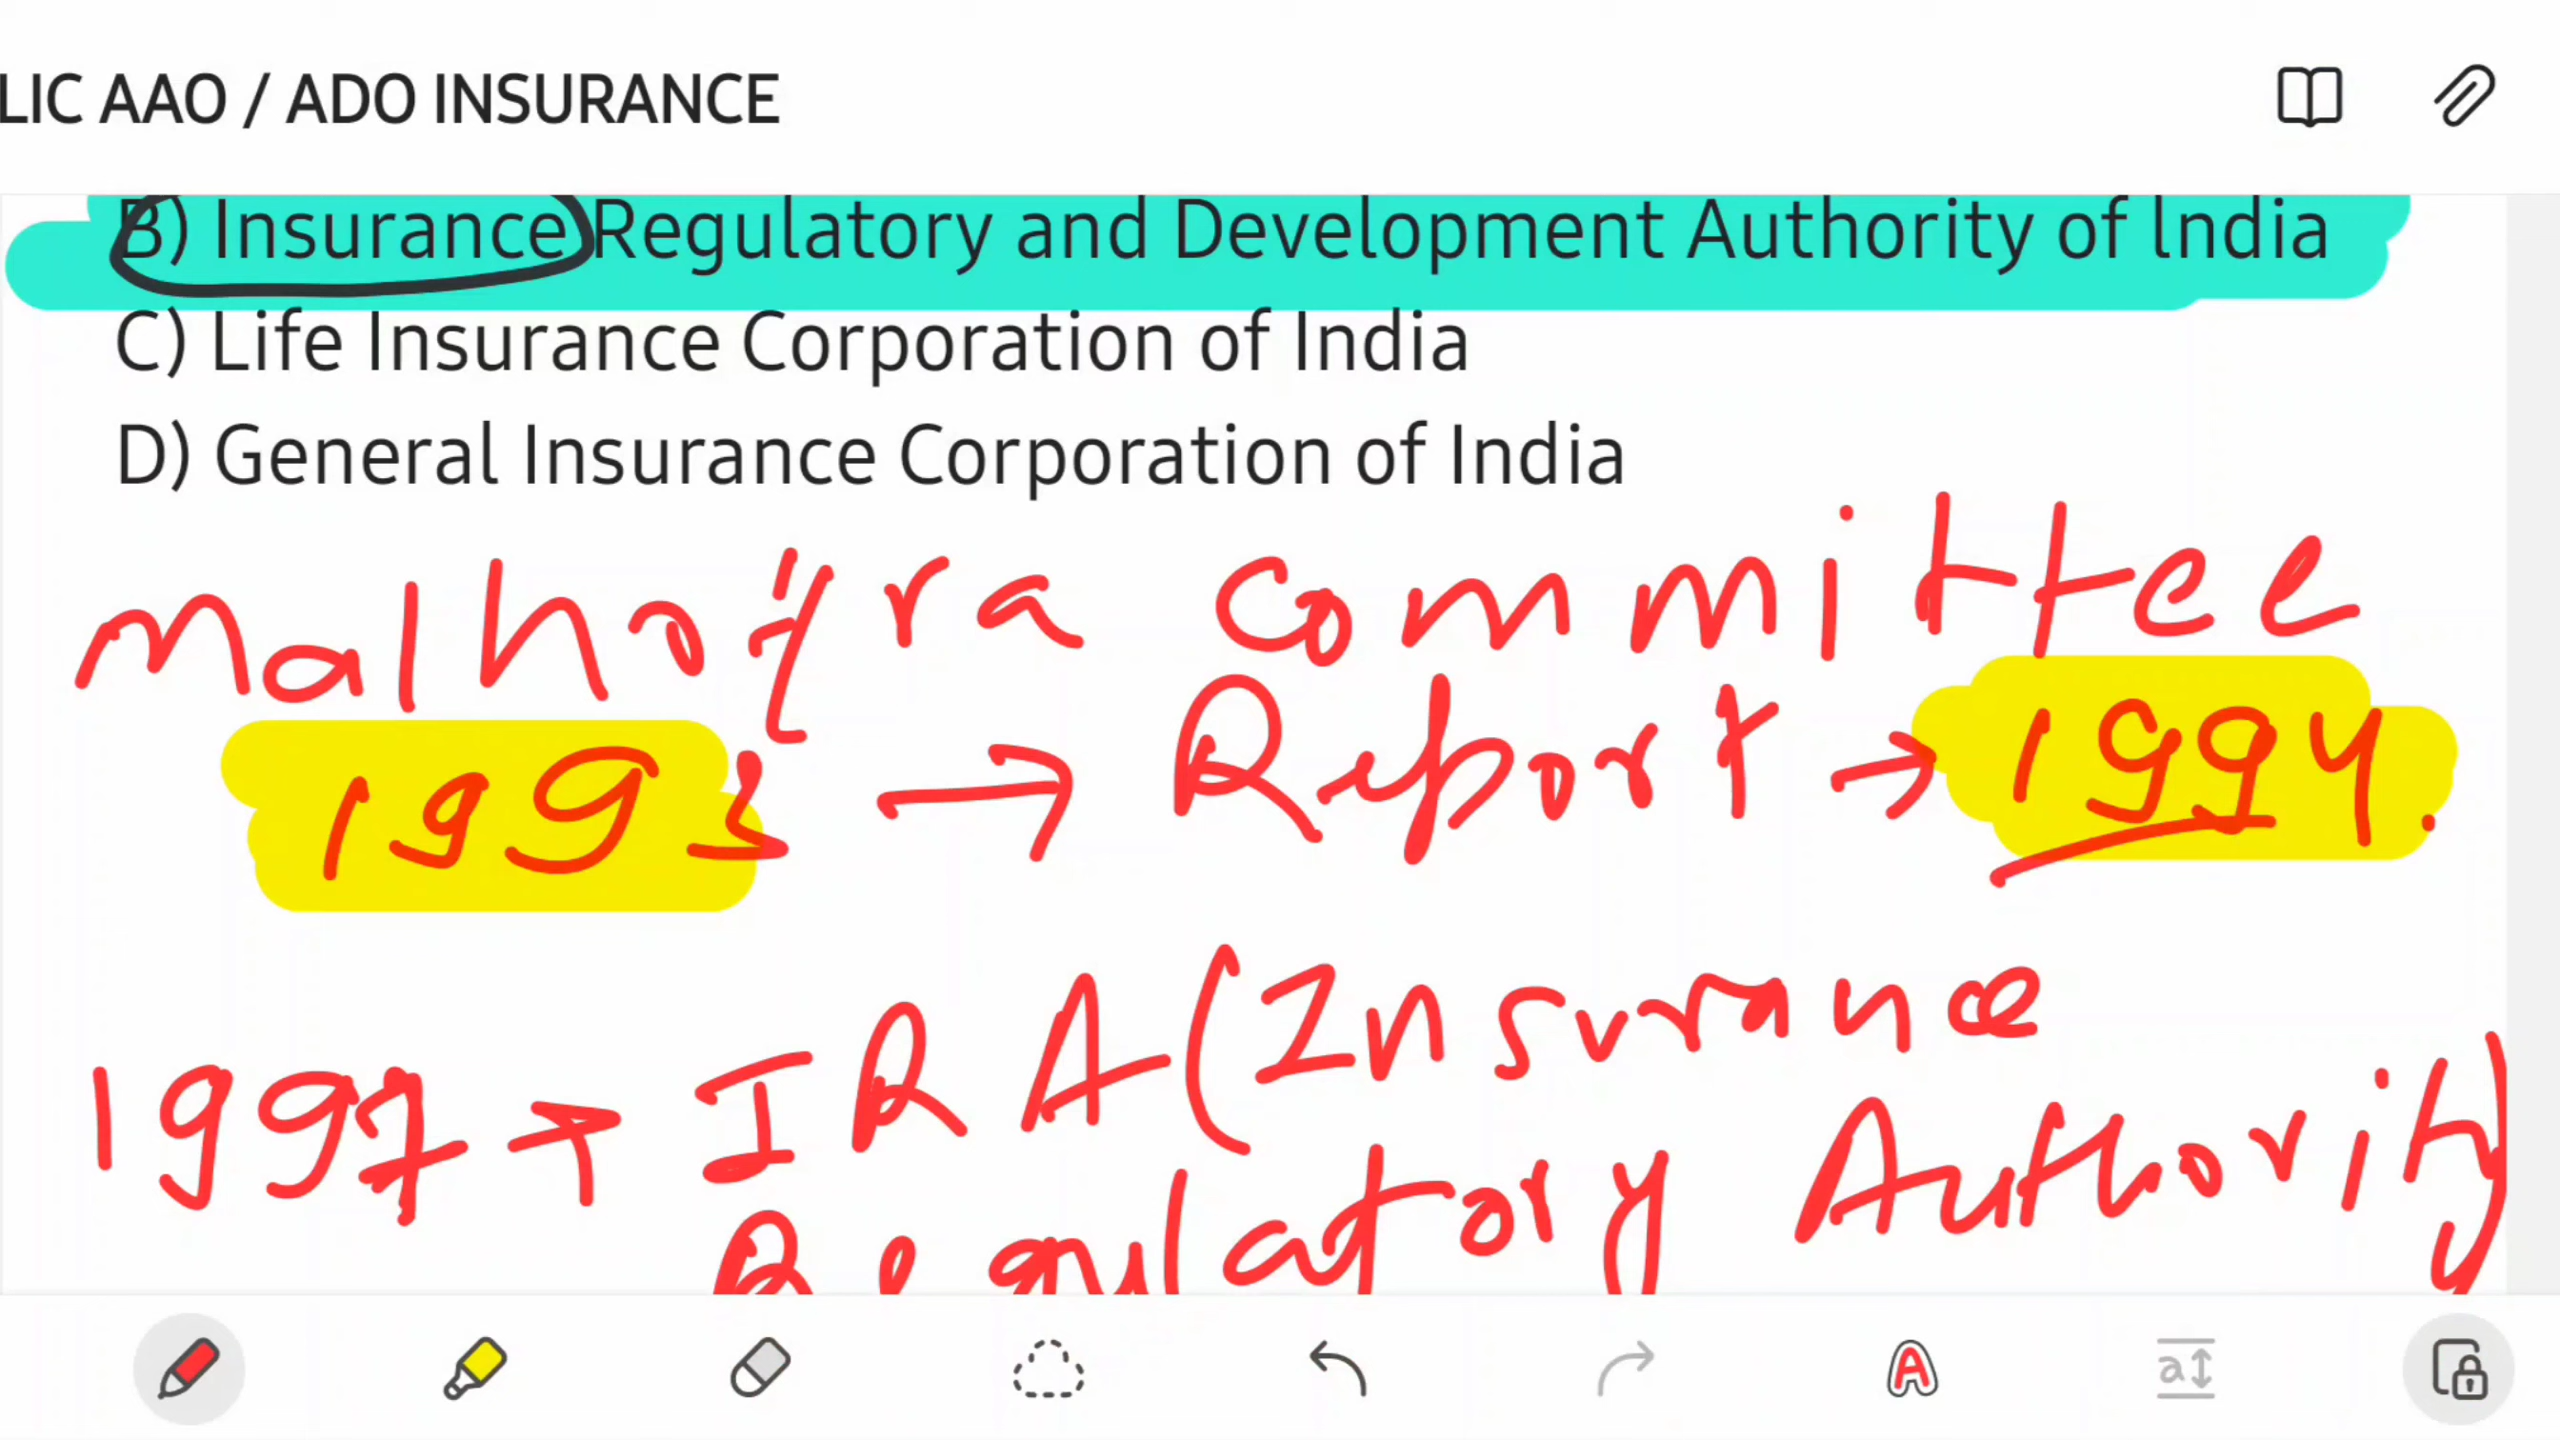 LIC AAO / ADO INSURANCE
B) Insurance Regulatory and Development Authority of India
C) Life Insurance Corporation of India
D) General Insurance Corporation of India
Malhotra Committee
1993 → Report → 1994.
1997 → IRA (Insurance
Regulatory Authority)
A
a